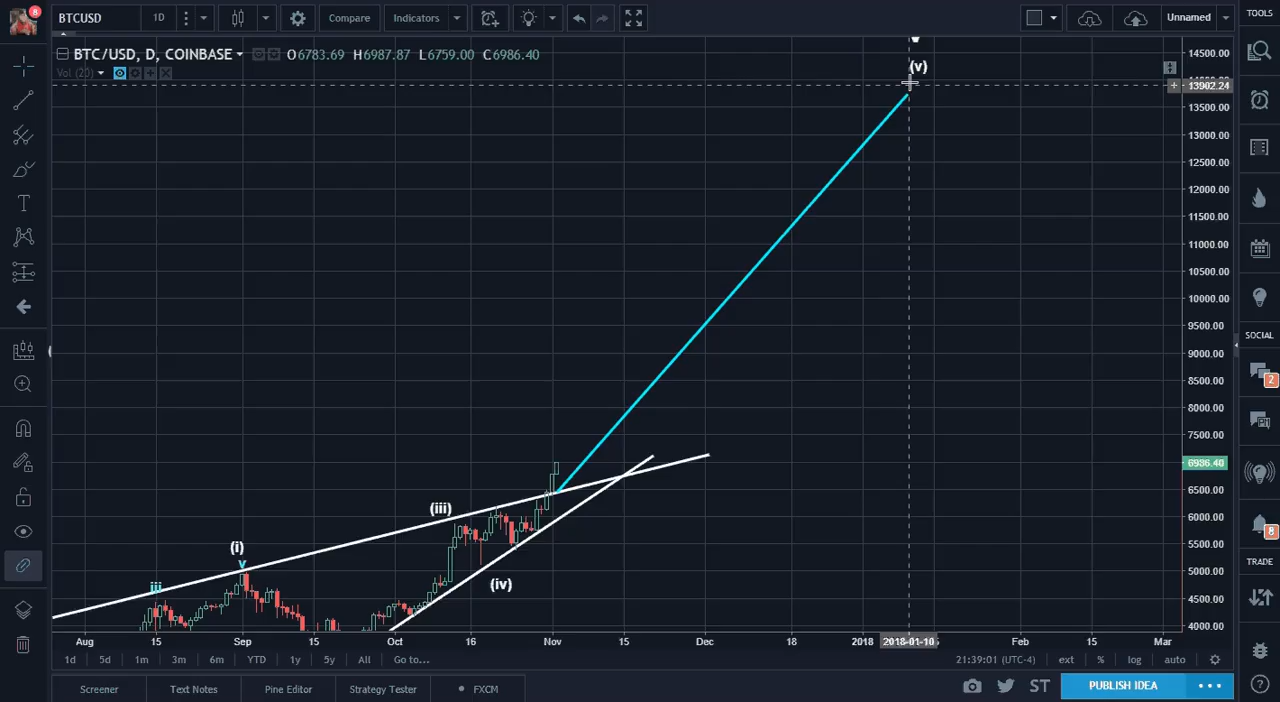 8
BTCUSD
1D
Compare
Indicators
Unnamed
TOOLS
BTC/USD, D, COINBASE
O6783.69 H6987.87 L6759.00 C6986.40
Vol (20)
(v)
14500.00
13902.24
13500.00
13000.00
12500.00
12000.00
11500.00
11000.00
10500.00
10000.00
9500.00
9000.00
8500.00
8000.00
7500.00
6986.40
6500.00
6000.00
5500.00
5000.00
4500.00
4000.00
(iii)
(i)
v
iii
(iv)
SOCIAL
2
8
TRADE
Aug 15 Sep 15 Oct 16 Nov 15 Dec 18 2018 2018-01-10 Feb 15 Mar
1d 5d 1m 3m 6m YTD 1y 5y All Go to...
21:39:01 (UTC-4) ext % log auto
Screener Text Notes Pine Editor Strategy Tester FXCM
ST
PUBLISH IDEA
?